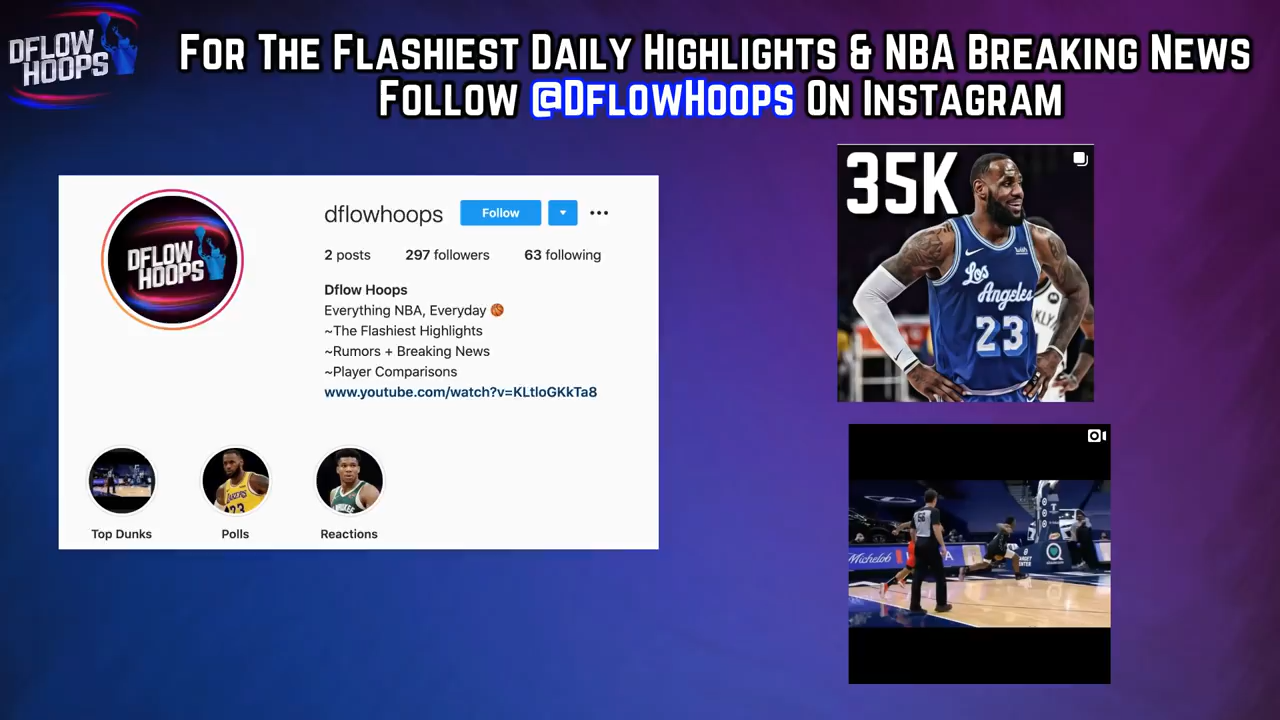 DFLOW
HOOPS
FOR THE FLASHIEST DAILY HIGHLIGHTS & NBA BREAKING NEWS
FOLLOW @DFLOWHOOPS ON INSTAGRAM
DFLOW
HOOPS
dflowhoops
Follow
2 posts 297 followers 63 following
Dflow Hoops
Everything NBA, Everyday
~The Flashiest Highlights
~Rumors + Breaking News
~Player Comparisons
www.youtube.com/watch?v=KLtloGKkTa8
Top Dunks Polls Reactions
35K
Los
Angeles
23
Michelob